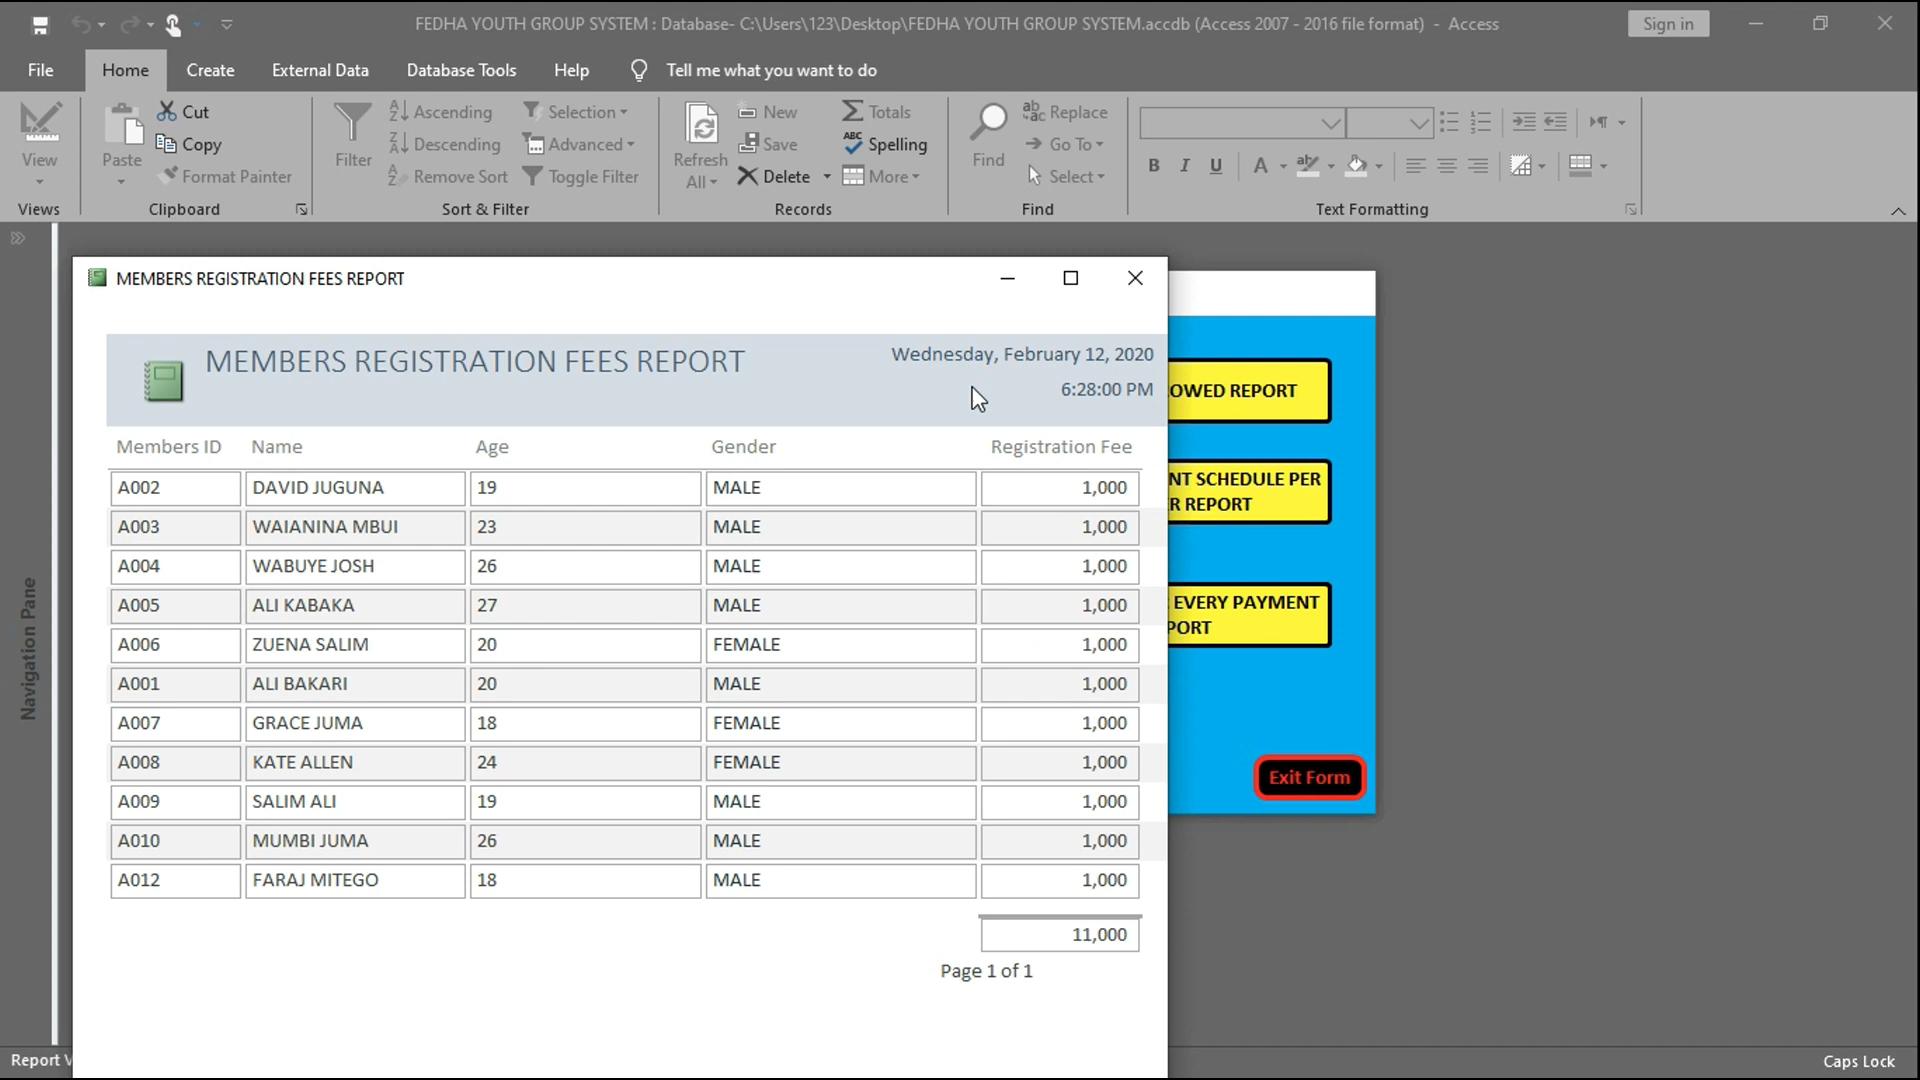 FEDHA YOUTH GROUP SYSTEM : Database- C:\Users\123\Desktop\FEDHA YOUTH GROUP SYSTEM.accdb (Access 2007 - 2016 file format) - Access
Sign in
File Home Create External Data Database Tools Help Tell me what you want to do
View
Views
Paste
Cut
Copy
Format Painter
Clipboard
Filter
Ascending
Descending
Remove Sort
Selection
Advanced
Toggle Filter
Sort & Filter
Refresh
All
New
Save
Delete
Totals
Spelling
More
Records
Find
Replace
Go To
Select
Find
B I U A
Text Formatting
Navigation Pane
MEMBERS REGISTRATION FEES REPORT
MEMBERS REGISTRATION FEES REPORT
Wednesday, February 12, 2020
6:28:00 PM
Members ID Name Age Gender Registration Fee
A002 DAVID JUGUNA 19 MALE 1,000
A003 WAIANINA MBUI 23 MALE 1,000
A004 WABUYE JOSH 26 MALE 1,000
A005 ALI KABAKA 27 MALE 1,000
A006 ZUENA SALIM 20 FEMALE 1,000
A001 ALI BAKARI 20 MALE 1,000
A007 GRACE JUMA 18 FEMALE 1,000
A008 KATE ALLEN 24 FEMALE 1,000
A009 SALIM ALI 19 MALE 1,000
A010 MUMBI JUMA 26 MALE 1,000
A012 FARAJ MITEGO 18 MALE 1,000
11,000
Page 1 of 1
OWED REPORT
NT SCHEDULE PER
R REPORT
EVERY PAYMENT
PORT
Exit Form
Report V
Caps Lock